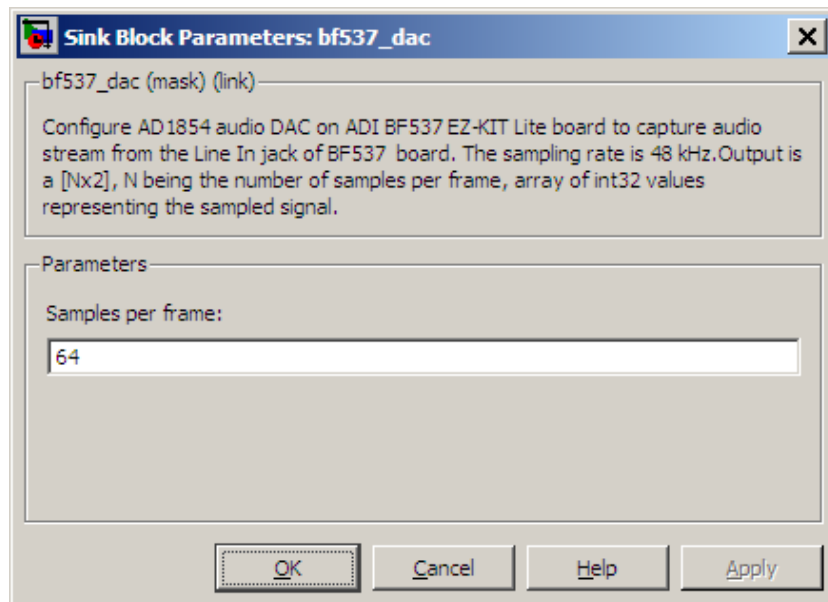 Sink Block Parameters: bf537_dac
bf537_dac (mask) (link)
Configure AD1854 audio DAC on ADI BF537 EZ-KIT Lite board to capture audio
stream from the Line In jack of BF537 board. The sampling rate is 48 kHz.Output is
a [Nx2], N being the number of samples per frame, array of int32 values
representing the sampled signal.
Parameters
Samples per frame:
64
OK Cancel Help Apply